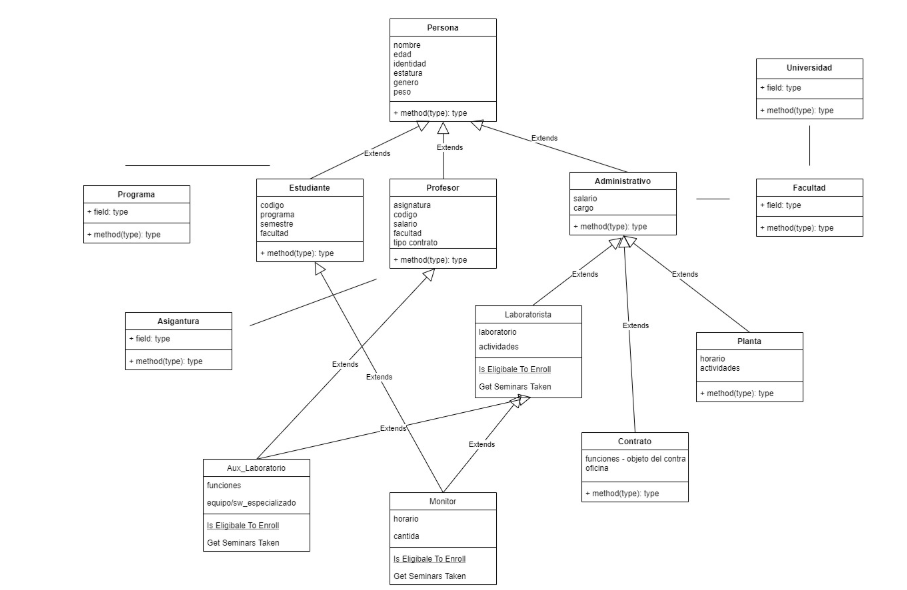 Persona
nombre
edad
identidad
estatura
genero
peso
+ method(type): type
Universidad
+ field: type
+ method(type): type
Extends
Extends
Extends
Programa
+ field: type
+ method(type): type
Estudiante
codigo
programa
semestre
facultad
+ method(type): type
Profesor
asignatura
codigo
salario
facultad
tipo contrato
+ method(type): type
Administrativo
salario
cargo
+ method(type): type
Facultad
+ field: type
+ method(type): type
Extends
Extends
Extends
Asigantura
+ field: type
+ method(type): type
Laboratorista
laboratorio
actividades
Is Eligibale To Enroll
Get Seminars Taken
Planta
horario
actividades
+ method(type): type
Extends
Extends
Extends
Extends
Contrato
funciones - objeto del contra
oficina
+ method(type): type
Aux_Laboratorio
funciones
equipo/sw_especializado
Is Eligibale To Enroll
Get Seminars Taken
Monitor
horario
cantida
Is Eligibale To Enroll
Get Seminars Taken